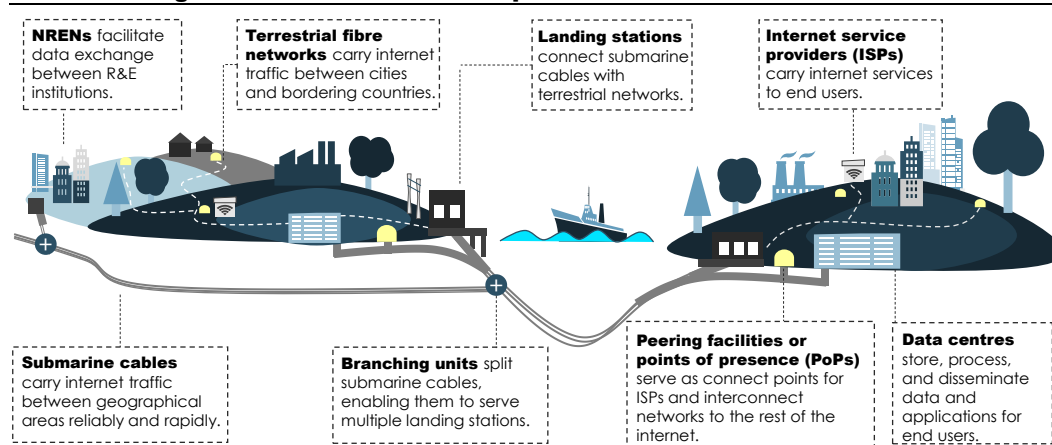 NRENs facilitate
data exchange
between R&E
institutions.
Terrestrial fibre
networks carry internet
traffic between cities
and bordering countries.
Landing stations
connect submarine
cables with
terrestrial networks.
Internet service
providers (ISPs)
carry internet services
to end users.
Submarine cables
carry internet traffic
between geographical
areas reliably and rapidly.
Branching units split
submarine cables,
enabling them to serve
multiple landing stations.
Peering facilities or
points of presence (PoPs)
serve as connect points for
ISPs and interconnect
networks to the rest of the
internet.
Data centres
store, process,
and disseminate
data and
applications for
end users.